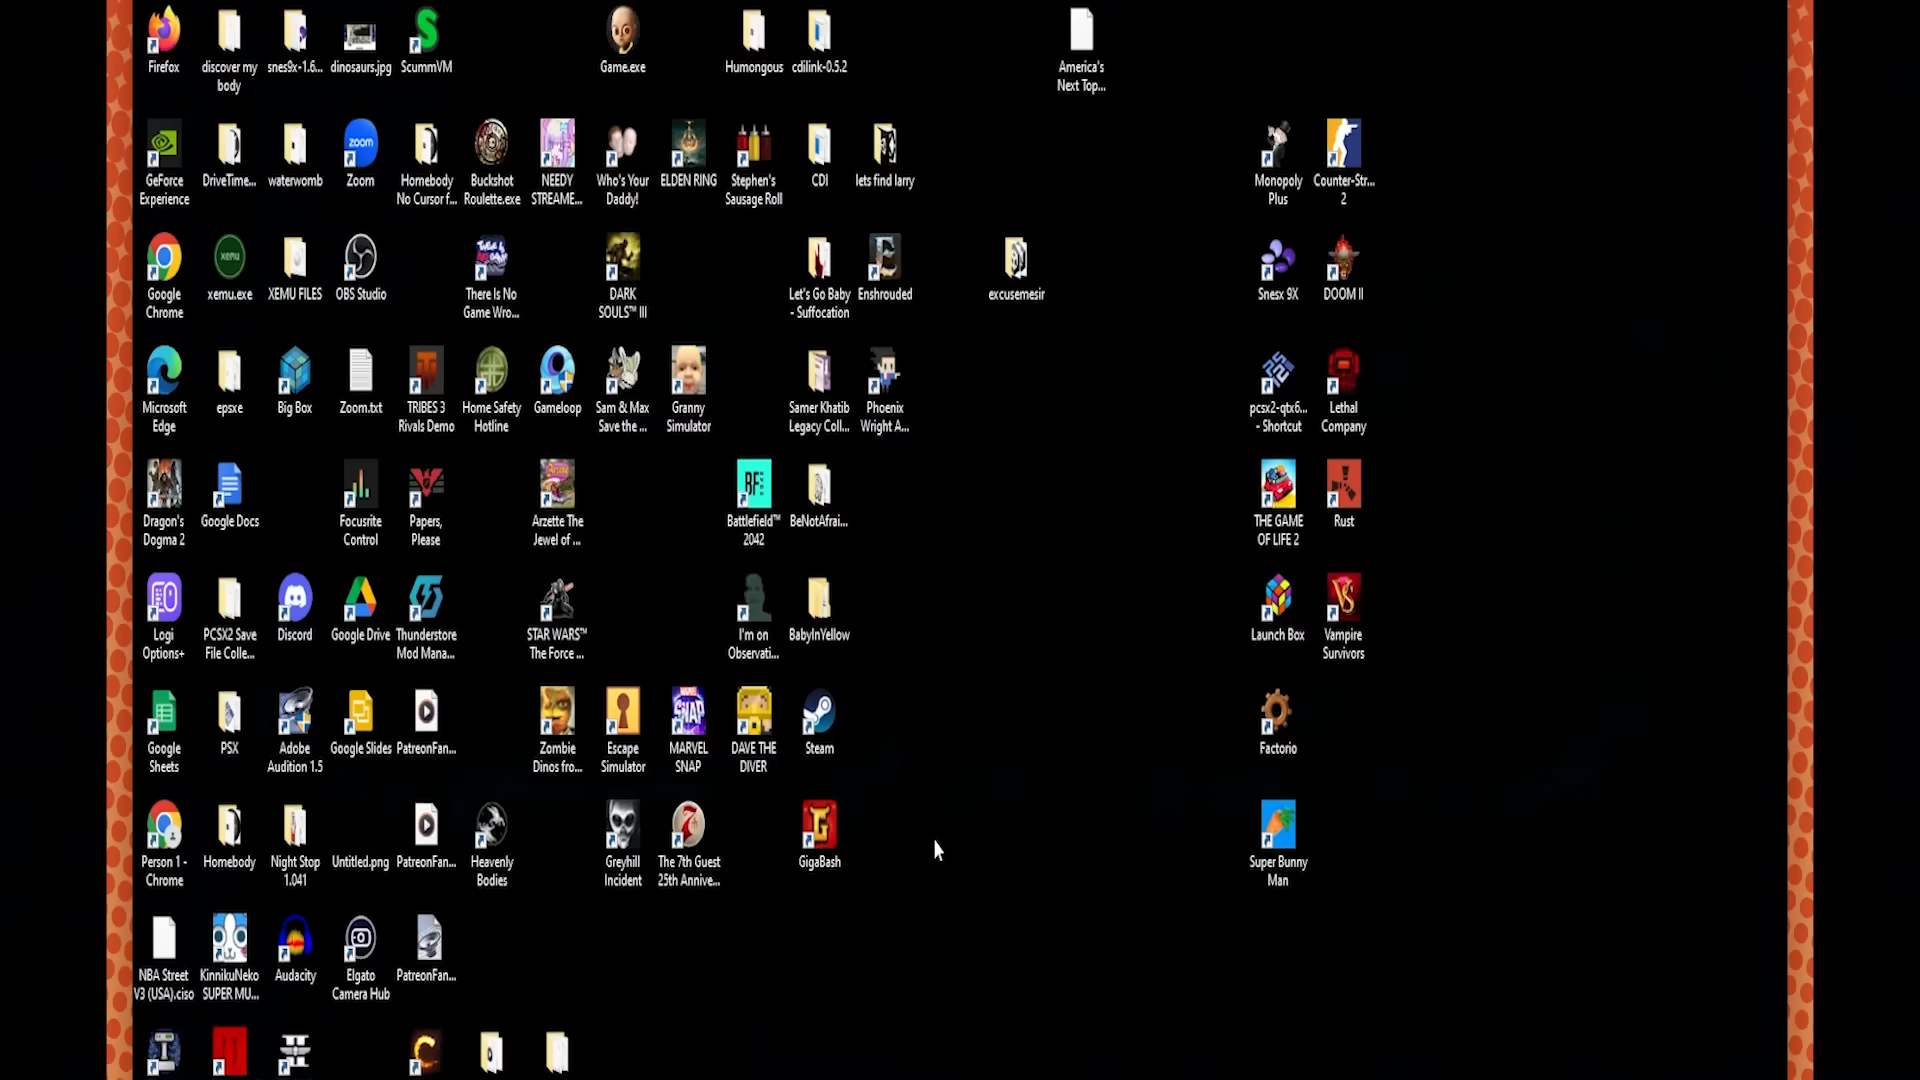 Firefox
discover my
body
snes9x-1.6...
dinosaurs.jpg
ScummVM
Game.exe
Humongous
cdilink-0.5.2
America's
Next Top...
GeForce
Experience
DriveTime...
waterwomb
zoom
Zoom
Homebody
No Cursor f...
Buckshot
Roulette.exe
NEEDY
STREAME...
Who's Your
Daddy!
ELDEN RING
Stephen's
Sausage Roll
CDI
lets find larry
Monopoly
Plus
Counter-Str...
2
Google
Chrome
xemu
xemu.exe
XEMU FILES
OBS Studio
There Is No
Game Wro...
DARK
SOULS™ III
Let's Go Baby
- Suffocation
Enshrouded
excusemesir
Snesx 9X
DOOM II
Microsoft
Edge
epsxe
Big Box
Zoom.txt
TRIBES 3
Rivals Demo
Home Safety
Hotline
Gameloop
Sam & Max
Save the ...
Granny
Simulator
Samer Khatib
Legacy Coll...
Phoenix
Wright A...
pcsx2-qtx6...
- Shortcut
Lethal
Company
Dragon's
Dogma 2
Google Docs
Focusrite
Control
Papers,
Please
Arzette The
Jewel of ...
BF
Battlefield™
2042
BeNotAfrai...
THE GAME
OF LIFE 2
Rust
Logi
Options+
PCSX2 Save
File Colle...
Discord
Google Drive
Thunderstore
Mod Mana...
STAR WARS™
The Force ...
I'm on
Observati...
BabyInYellow
Launch Box
VS
Vampire
Survivors
Google
Sheets
PSX
Adobe
Audition 1.5
Google Slides
PatreonFan...
Zombie
Dinos fro...
Escape
Simulator
MARVEL
SNAP
MARVEL
SNAP
DAVE THE
DIVER
Steam
Factorio
Person 1 -
Chrome
Homebody
Night Stop
1.041
Untitled.png
PatreonFan...
Heavenly
Bodies
Greyhill
Incident
7
The 7th Guest
25th Annive...
G
GigaBash
Super Bunny
Man
NBA Street
V3 (USA).ciso
KinnikuNeko
SUPER MU...
Audacity
Elgato
Camera Hub
PatreonFan...